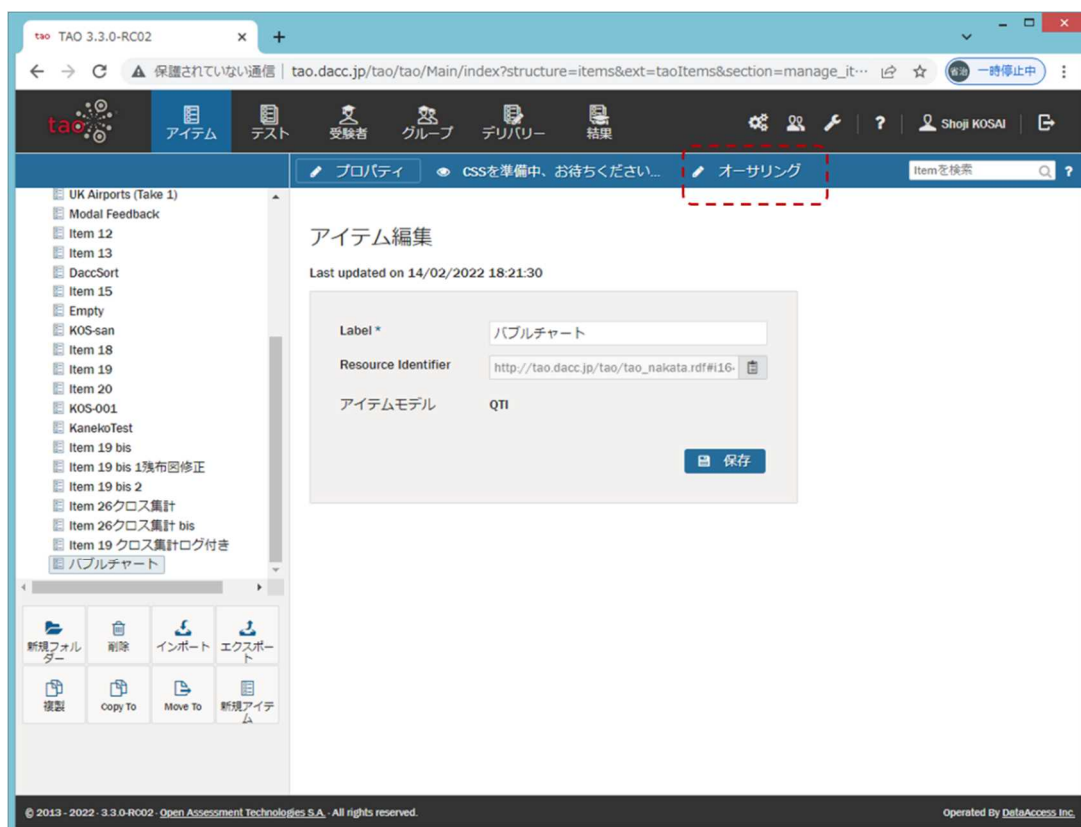 tao TAO 3.3.0-RC02
保護されていない通信 | tao.dacc.jp/tao/tao/Main/index?structure=items&ext=taoItems&section=manage_it… 省治 一時停止中
tao アイテム テスト 受験者 グループ デリバリー 結果 ? Shoji KOSAI
プロパティ CSSを準備中、お待ちください... オーサリング Itemを検索 ?
UK Airports (Take 1)
Modal Feedback
Item 12
Item 13
DaccSort
Item 15
Empty
KOS-san
Item 18
Item 19
Item 20
KOS-001
KanekoTest
Item 19 bis
Item 19 bis 1残布図修正
Item 19 bis 2
Item 26クロス集計
Item 26クロス集計 bis
Item 19 クロス集計ログ付き
バブルチャート
新規フォルダー 削除 インポート エクスポート
複製 Copy To Move To 新規アイテム
アイテム編集
Last updated on 14/02/2022 18:21:30
Label * バブルチャート
Resource Identifier http://tao.dacc.jp/tao/tao_nakata.rdf#i16
アイテムモデル QTI
保存
© 2013 - 2022 · 3.3.0-RC02 · Open Assessment Technologies S.A. · All rights reserved. Operated By DataAccess Inc.